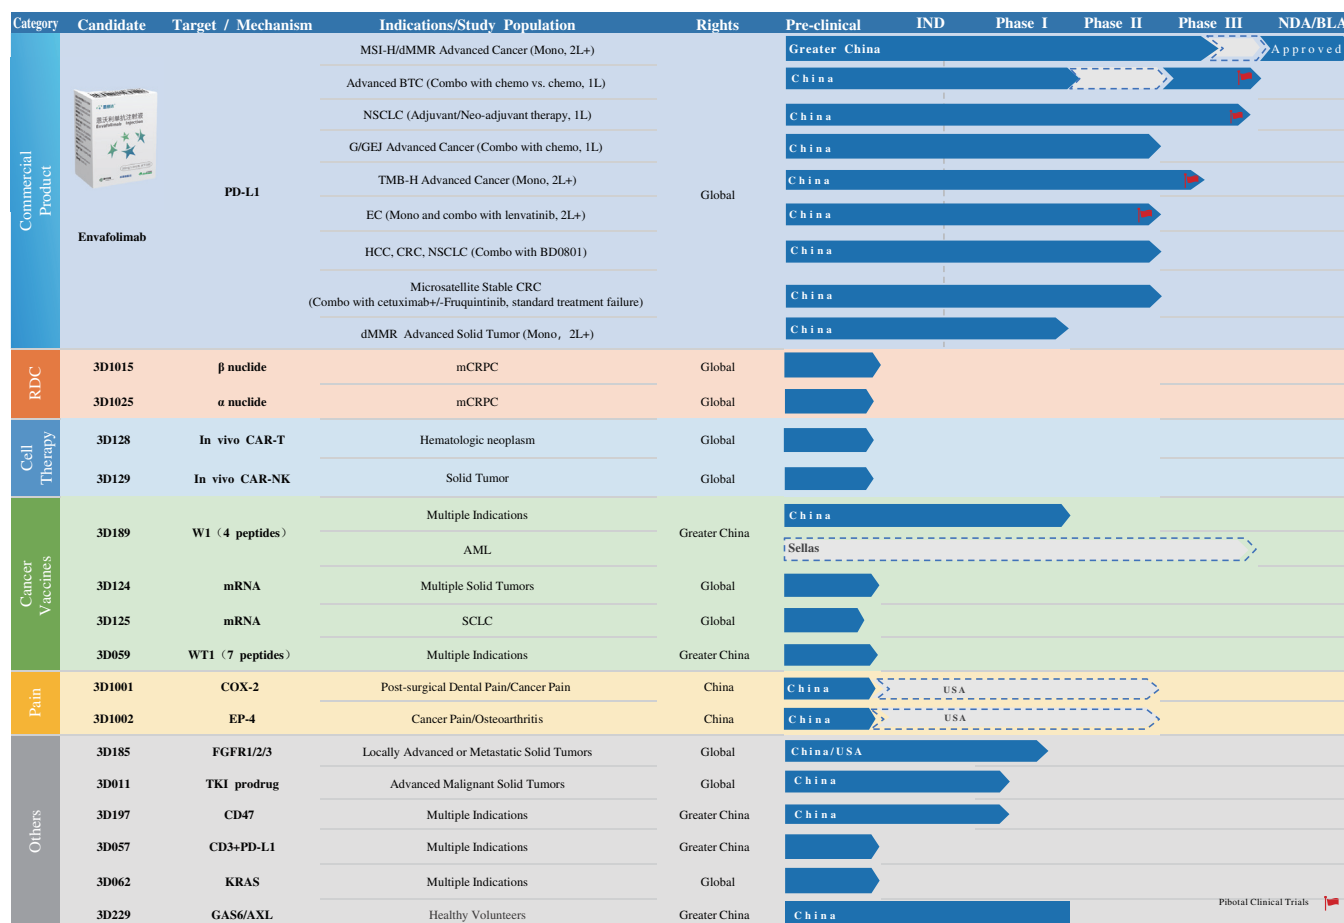 Category Candidate Target / Mechanism Indications/Study Population Rights Pre-clinical IND Phase I Phase II Phase III NDA/BLA
Commercial Product
恩沃利单抗注射液
Envafolimab Injection
Envafolimab
PD-L1
Global
MSI-H/dMMR Advanced Cancer (Mono, 2L+) Greater China Approved
Advanced BTC (Combo with chemo vs. chemo, 1L) China
NSCLC (Adjuvant/Neo-adjuvant therapy, 1L) China
G/GEJ Advanced Cancer (Combo with chemo, 1L) China
TMB-H Advanced Cancer (Mono, 2L+) China
EC (Mono and combo with lenvatinib, 2L+) China
HCC, CRC, NSCLC (Combo with BD0801) China
Microsatellite Stable CRC
(Combo with cetuximab+/-Fruquintinib, standard treatment failure) China
dMMR Advanced Solid Tumor (Mono，2L+) China
RDC
3D1015 β nuclide mCRPC Global
3D1025 α nuclide mCRPC Global
Cell Therapy
3D128 In vivo CAR-T Hematologic neoplasm Global
3D129 In vivo CAR-NK Solid Tumor Global
Cancer Vaccines
3D189 W1（4 peptides） Greater China
Multiple Indications China
AML Sellas
3D124 mRNA Multiple Solid Tumors Global
3D125 mRNA SCLC Global
3D059 WT1（7 peptides） Multiple Indications Greater China
Pain
3D1001 COX-2 Post-surgical Dental Pain/Cancer Pain China China USA
3D1002 EP-4 Cancer Pain/Osteoarthritis China China USA
Others
3D185 FGFR1/2/3 Locally Advanced or Metastatic Solid Tumors Global China/USA
3D011 TKI prodrug Advanced Malignant Solid Tumors Global China
3D197 CD47 Multiple Indications Greater China China
3D057 CD3+PD-L1 Multiple Indications Greater China
3D062 KRAS Multiple Indications Global
3D229 GAS6/AXL Healthy Volunteers Greater China China
Pibotal Clinical Trials